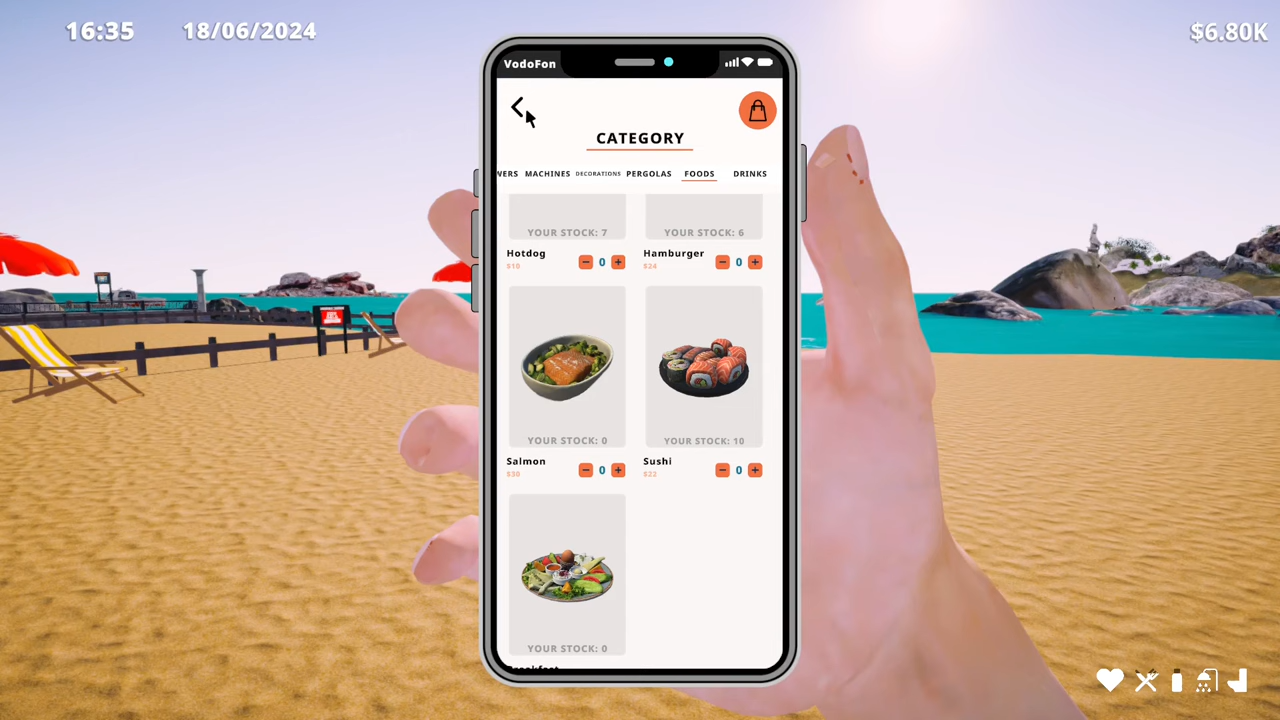 16:35 18/06/2024 $6.80K
VodoFon
CATEGORY
WERS MACHINES DECORATIONS PERGOLAS FOODS DRINKS
YOUR STOCK: 7 YOUR STOCK: 6
Hotdog Hamburger
$10 - 0 + $24 - 0 +
YOUR STOCK: 0 YOUR STOCK: 10
Salmon Sushi
$30 - 0 + $22 - 0 +
YOUR STOCK: 0
Breakfast